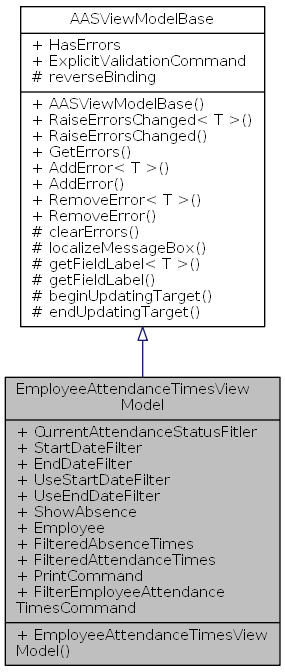 AASViewModelBase
+ HasErrors
+ ExplicitValidationCommand
# reverseBinding
+ AASViewModelBase()
+ RaiseErrorsChanged< T >()
+ RaiseErrorsChanged()
+ GetErrors()
+ AddError< T >()
+ AddError()
+ RemoveError< T >()
+ RemoveError()
# clearErrors()
# localizeMessageBox()
# getFieldLabel< T >()
# getFieldLabel()
# beginUpdatingTarget()
# endUpdatingTarget()
EmployeeAttendanceTimesView
Model
+ CurrentAttendanceStatusFitler
+ StartDateFilter
+ EndDateFilter
+ UseStartDateFilter
+ UseEndDateFilter
+ ShowAbsence
+ Employee
+ FilteredAbsenceTimes
+ FilteredAttendanceTimes
+ PrintCommand
+ FilterEmployeeAttendance
TimesCommand
+ EmployeeAttendanceTimesView
Model()